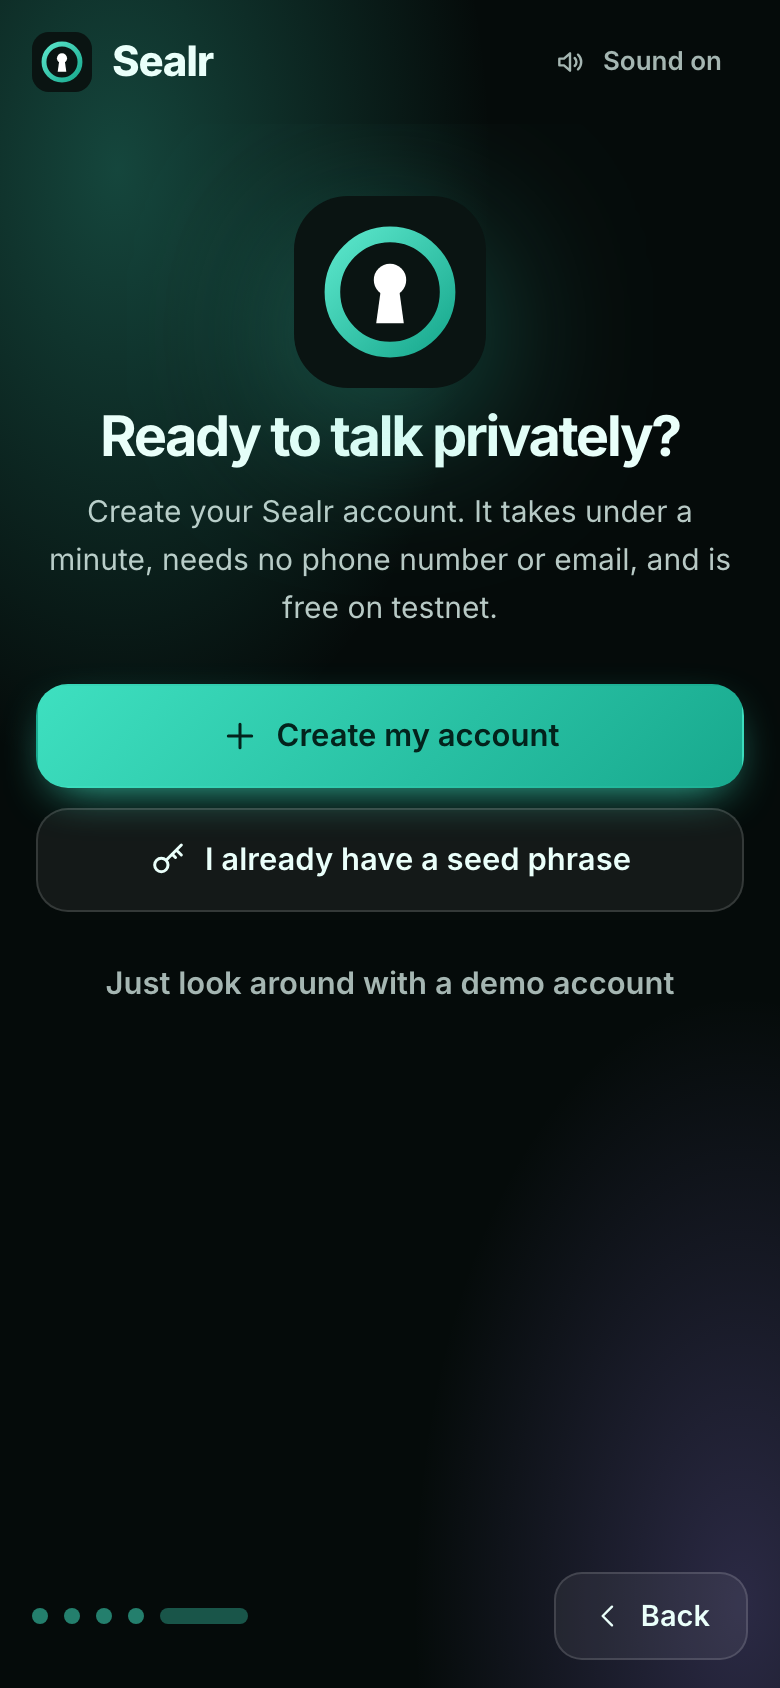 Sealr
Sound on
Ready to talk privately?
Create your Sealr account. It takes under a
minute, needs no phone number or email, and is
free on testnet.
Create my account
I already have a seed phrase
Just look around with a demo account
Back